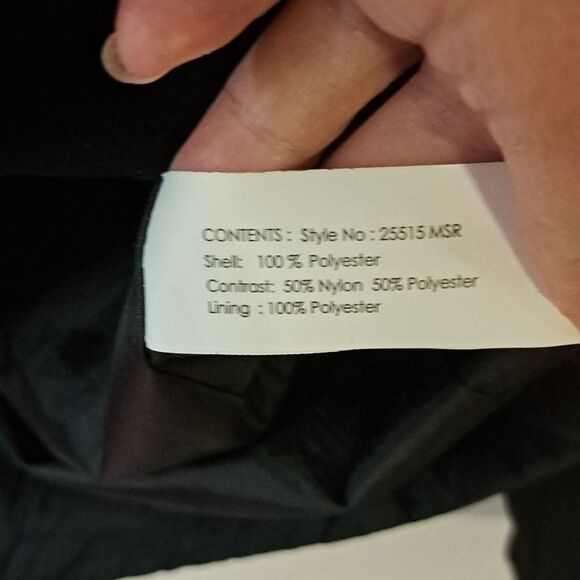 CONTENTS : Style No : 25515 MSR
Shell: 100 % Polyester
Contrast: 50% Nylon 50% Polyester
Lining : 100% Polyester